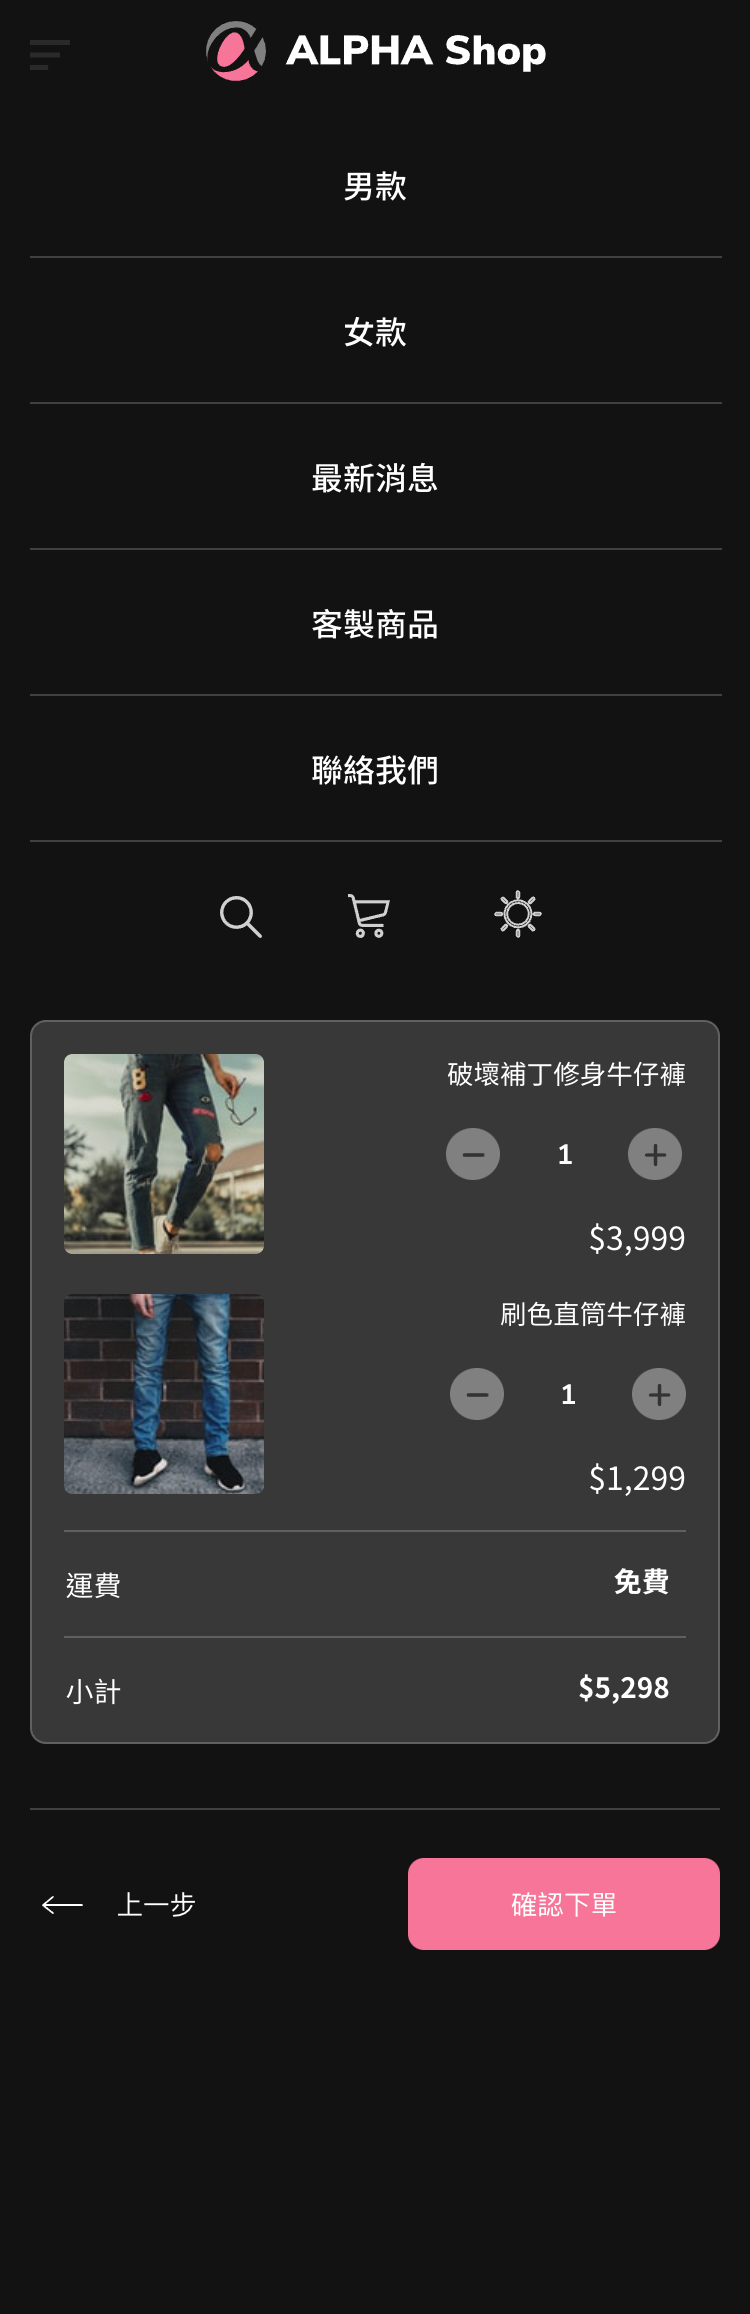 ALPHA Shop
男款
女款
最新消息
客製商品
聯絡我們
破壞補丁修身牛仔褲
1
$3,999
刷色直筒牛仔褲
1
$1,299
運費 免費
小計 $5,298
上一步 確認下單